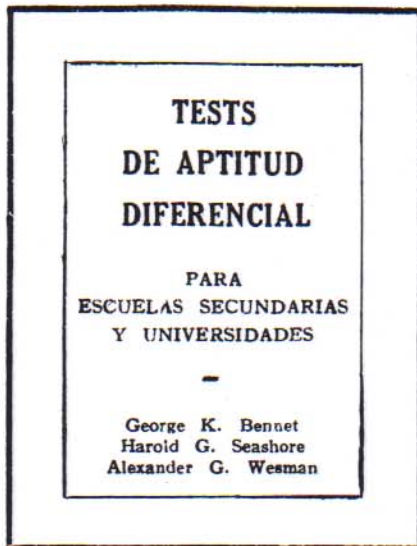 TESTS
DE APTITUD
DIFERENCIAL
PARA
ESCUELAS SECUNDARIAS
Y UNIVERSIDADES
-
George K. Bennet
Harold G. Seashore
Alexander G. Wesman